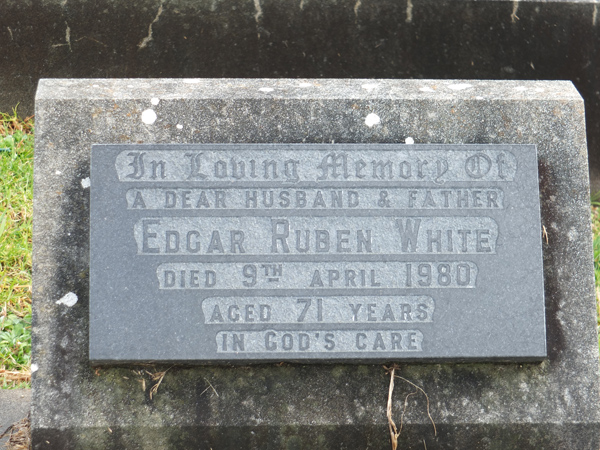 In Loving Memory Of
A DEAR HUSBAND & FATHER
EDGAR RUBEN WHITE
DIED 9TH APRIL 1980
AGED 71 YEARS
IN GOD'S CARE